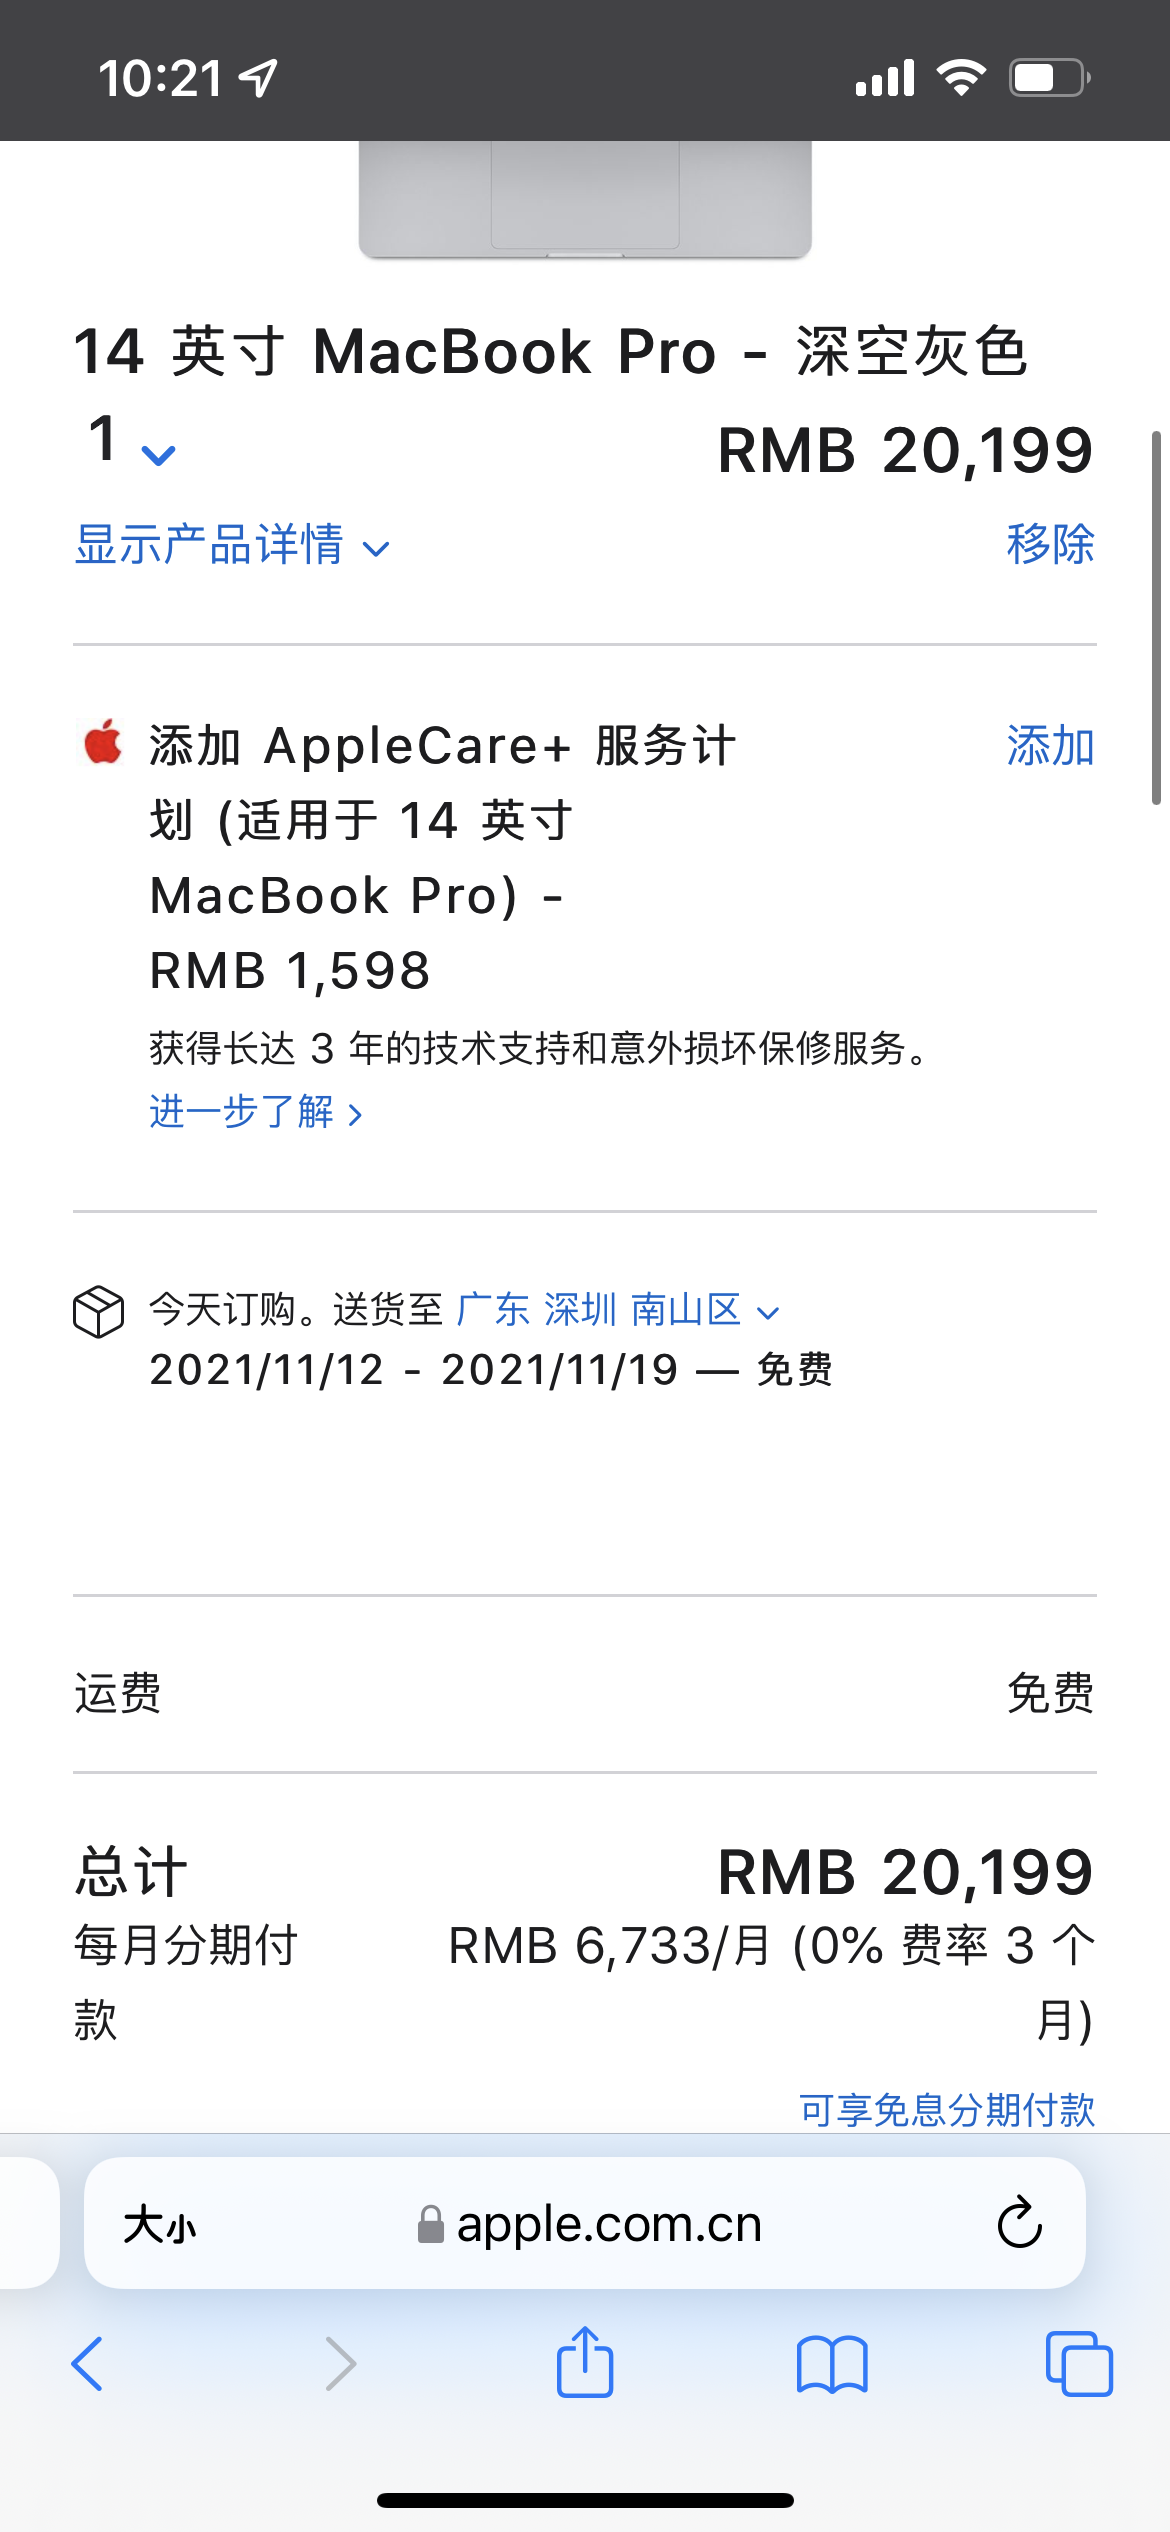 10:21
14 英寸 MacBook Pro - 深空灰色
1
RMB 20,199
显示产品详情
移除
添加 AppleCare+ 服务计
添加
划 (适用于 14 英寸
MacBook Pro) -
RMB 1,598
获得长达 3 年的技术支持和意外损坏保修服务。
进一步了解
今天订购。送货至 广东 深圳 南山区
2021/11/12 - 2021/11/19 — 免费
运费
免费
总计
RMB 20,199
每月分期付
RMB 6,733/月 (0% 费率 3 个
款
月)
可享免息分期付款
大小
apple.com.cn